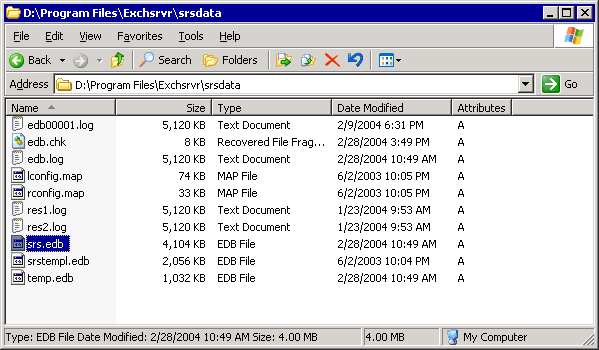 D:\Program Files\Exchsrvr\srsdata
File Edit View Favorites Tools Help
Back Search Folders
Address D:\Program Files\Exchsrvr\srsdata Go
Name Size Type Date Modified Attributes
edb00001.log 5,120 KB Text Document 2/9/2004 6:31 PM A
edb.chk 8 KB Recovered File Frag... 2/28/2004 3:49 PM A
edb.log 5,120 KB Text Document 2/28/2004 10:49 AM A
lconfig.map 74 KB MAP File 6/2/2003 10:05 PM A
rconfig.map 33 KB MAP File 6/2/2003 10:05 PM A
res1.log 5,120 KB Text Document 1/23/2004 9:53 AM A
res2.log 5,120 KB Text Document 1/23/2004 9:53 AM A
srs.edb 4,104 KB EDB File 2/28/2004 10:49 AM A
srstempl.edb 2,056 KB EDB File 6/2/2003 10:04 PM A
temp.edb 1,032 KB EDB File 2/28/2004 10:49 AM A
Type: EDB File Date Modified: 2/28/2004 10:49 AM Size: 4.00 MB 4.00 MB My Computer